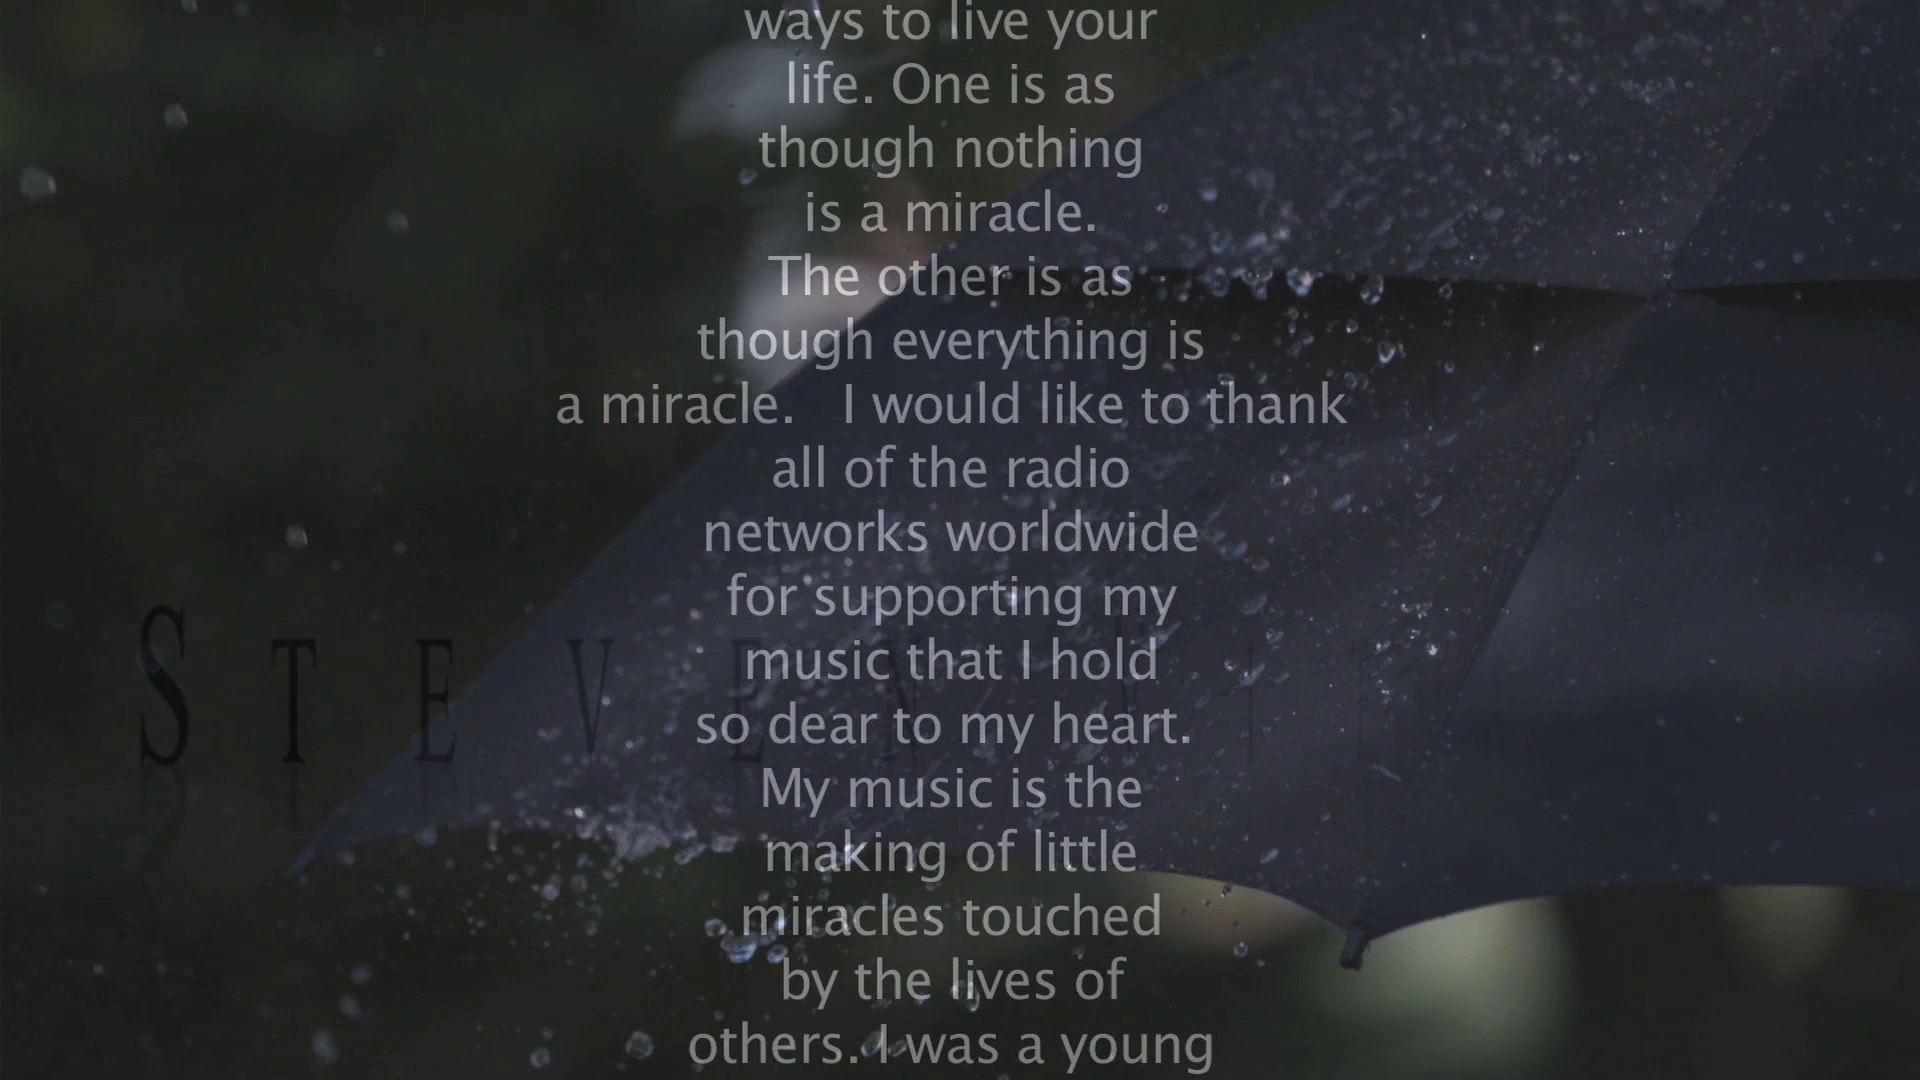 ways to live your
life. One is as
though nothing
is a miracle.
The other is as
though everything is
a miracle.   I would like to thank
all of the radio
networks worldwide
for supporting my
music that I hold
so dear to my heart.
My music is the
making of little
miracles touched
by the lives of
others. I was a young
STEVEN VI